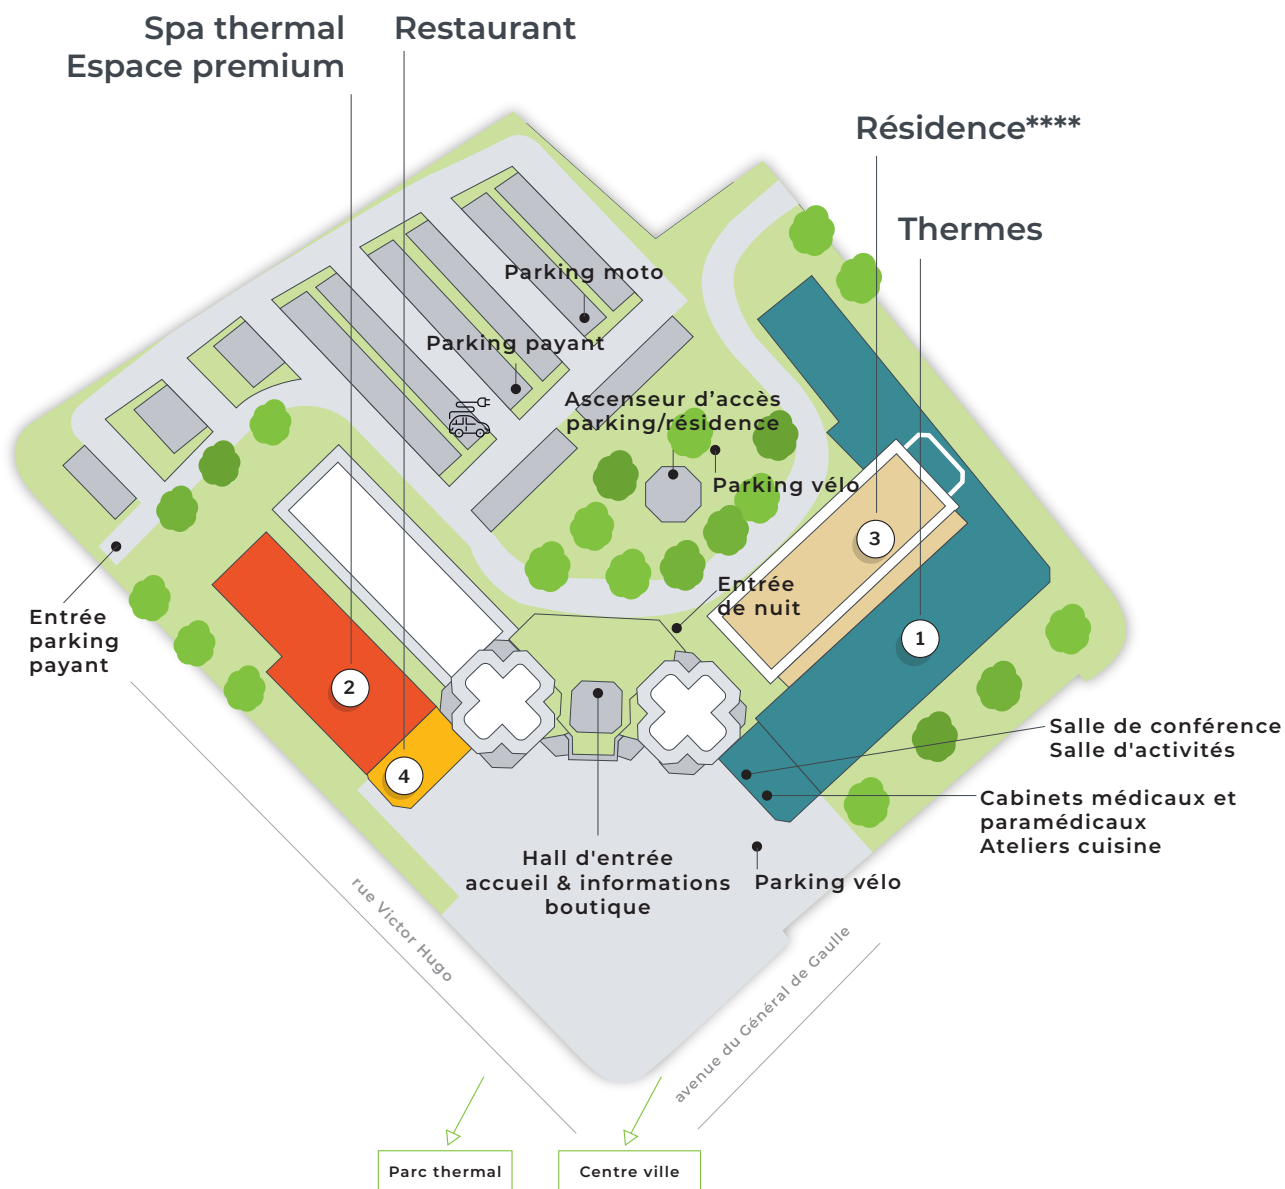 Spa thermal
Espace premium
Restaurant
Résidence****
Thermes
Parking moto
Parking payant
Ascenseur d'accès
parking/résidence
Parking vélo
3
Entrée
de nuit
1
Entrée
parking
payant
2
4
Salle de conférence
Salle d'activités
Cabinets médicaux et
paramédicaux
Ateliers cuisine
Hall d'entrée
accueil & informations
boutique
Parking vélo
rue Victor Hugo
avenue du Général de Gaulle
Parc thermal
Centre ville